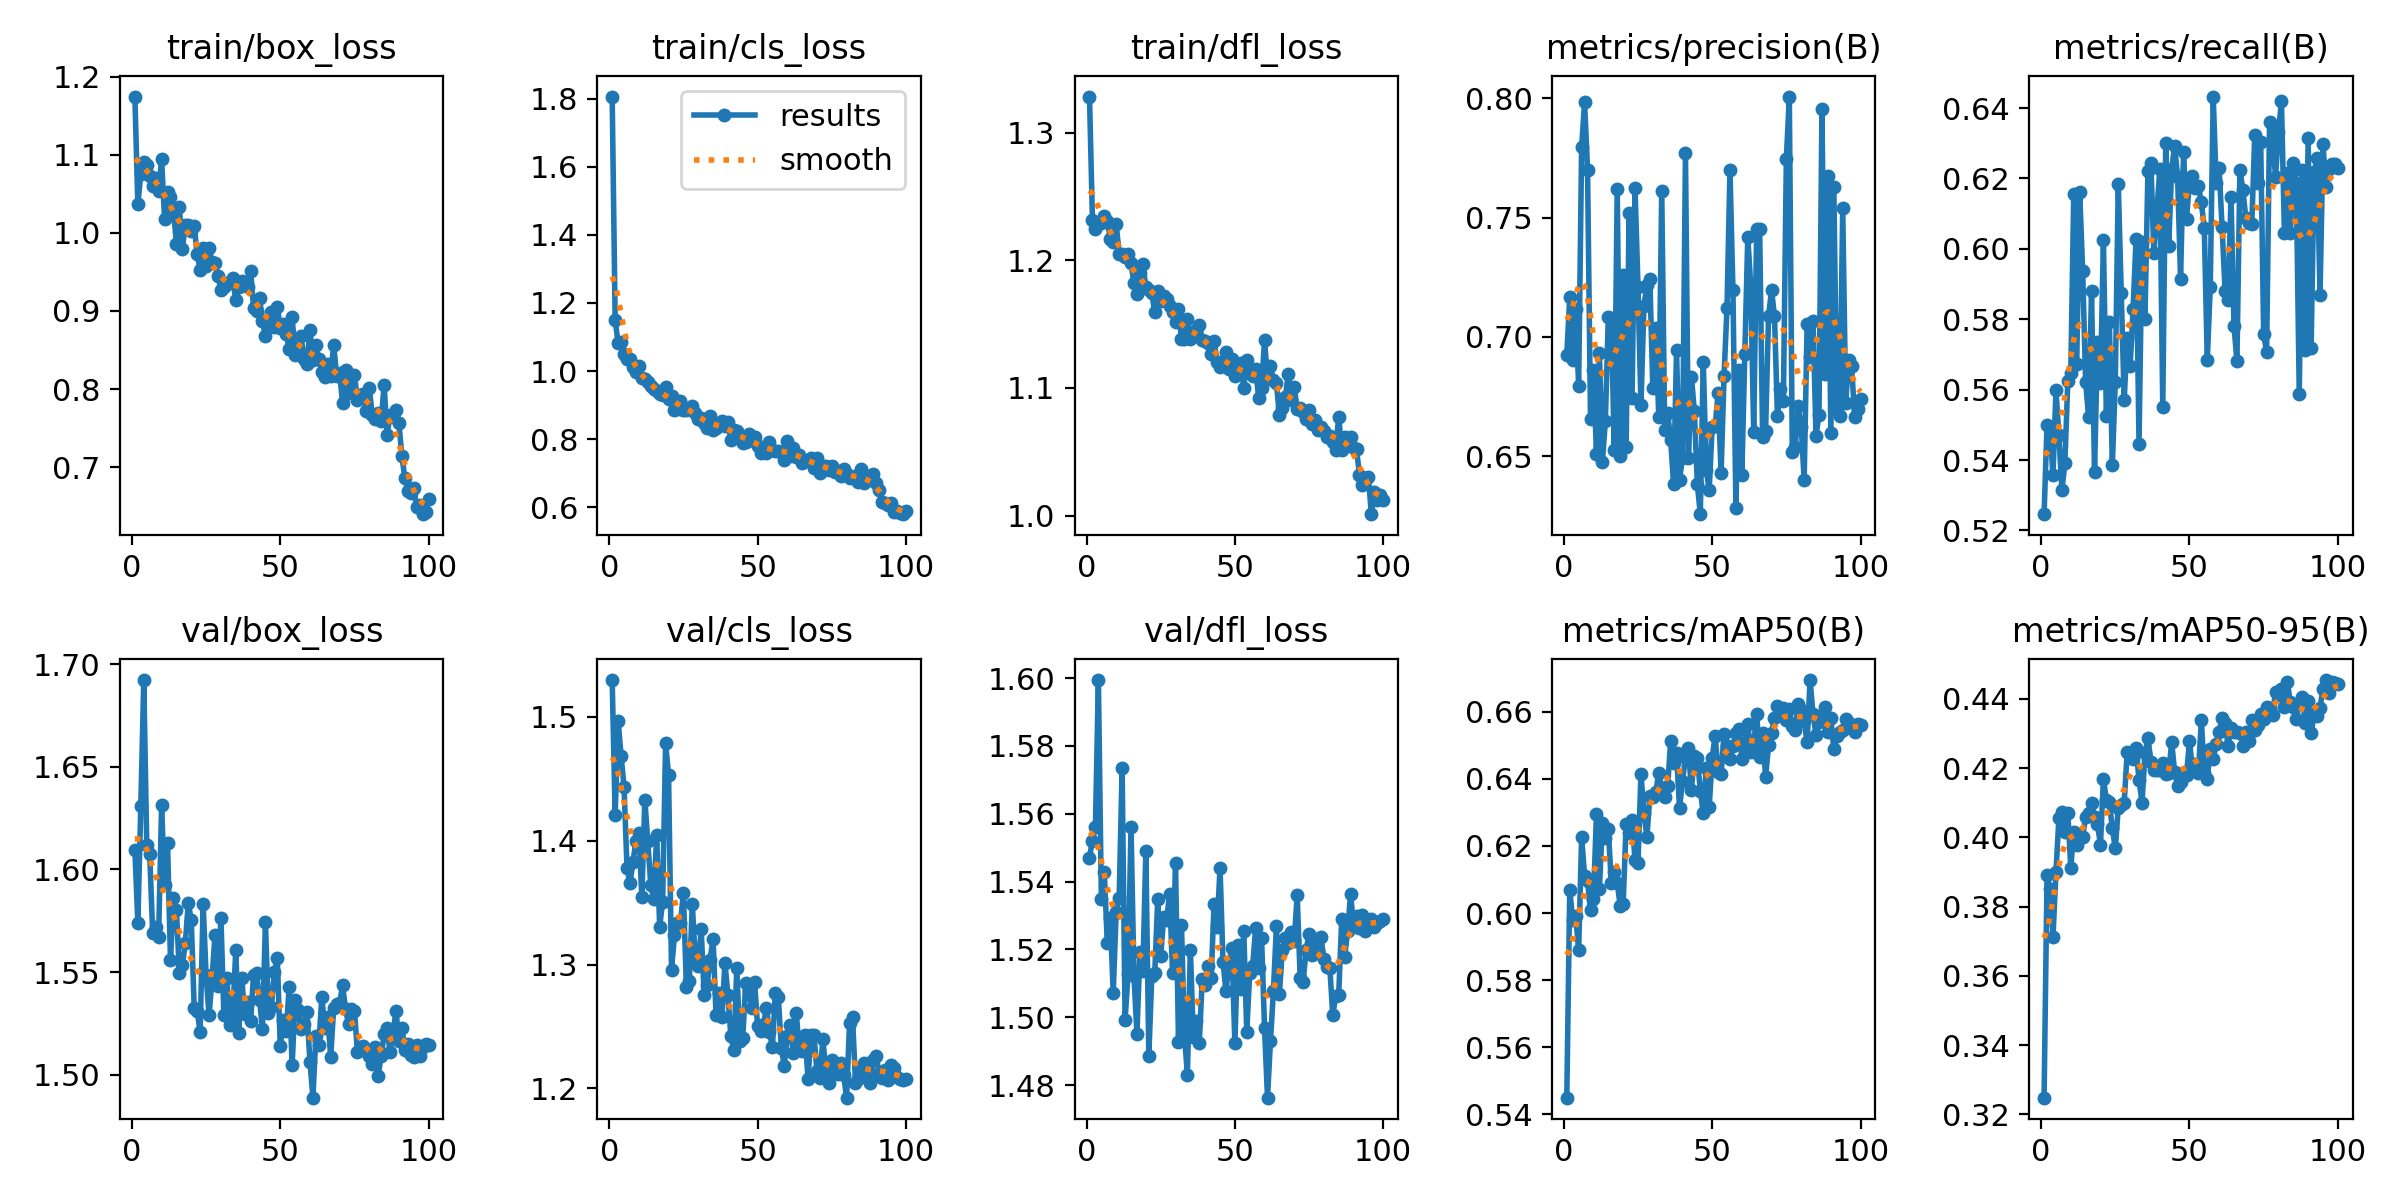 train/box_loss
1.2
1.1
1.0
0.9
0.8
0.7
0 50 100
train/cls_loss
results
smooth
1.8
1.6
1.4
1.2
1.0
0.8
0.6
0 50 100
train/dfl_loss
1.3
1.2
1.1
1.0
0 50 100
metrics/precision(B)
0.80
0.75
0.70
0.65
0 50 100
metrics/recall(B)
0.64
0.62
0.60
0.58
0.56
0.54
0.52
0 50 100
val/box_loss
1.70
1.65
1.60
1.55
1.50
0 50 100
val/cls_loss
1.5
1.4
1.3
1.2
0 50 100
val/dfl_loss
1.60
1.58
1.56
1.54
1.52
1.50
1.48
0 50 100
metrics/mAP50(B)
0.66
0.64
0.62
0.60
0.58
0.56
0.54
0 50 100
metrics/mAP50-95(B)
0.44
0.42
0.40
0.38
0.36
0.34
0.32
0 50 100